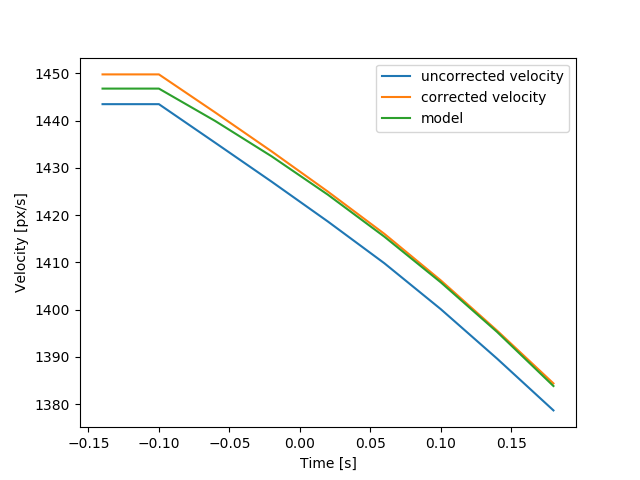 1450
1440
1430
1420
1410
1400
1390
1380
Velocity [px/s]
uncorrected velocity
corrected velocity
model
−0.15 −0.10 −0.05 0.00 0.05 0.10 0.15
Time [s]